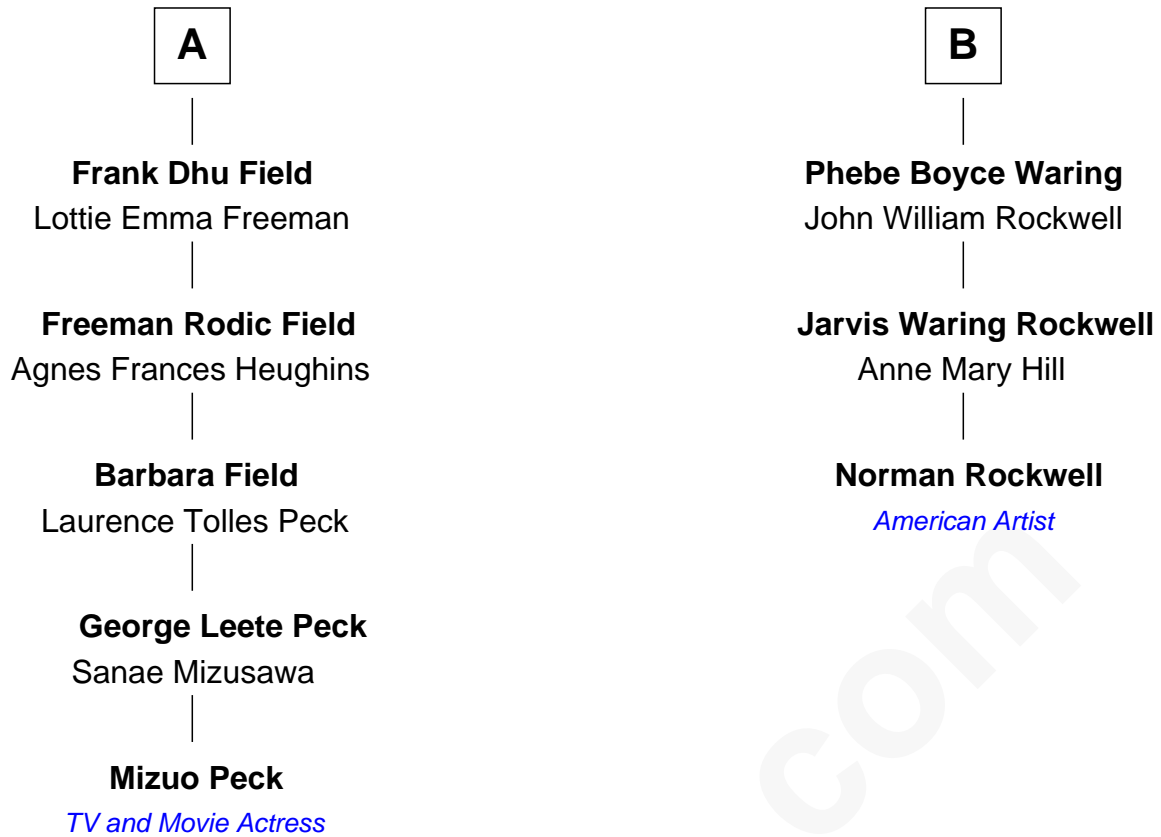 A
Frank Dhu Field
Lottie Emma Freeman
Freeman Rodic Field
Agnes Frances Heughins
Barbara Field
Laurence Tolles Peck
George Leete Peck
Sanae Mizusawa
Mizuo Peck
TV and Movie Actress
B
Phebe Boyce Waring
John William Rockwell
Jarvis Waring Rockwell
Anne Mary Hill
Norman Rockwell
American Artist
com